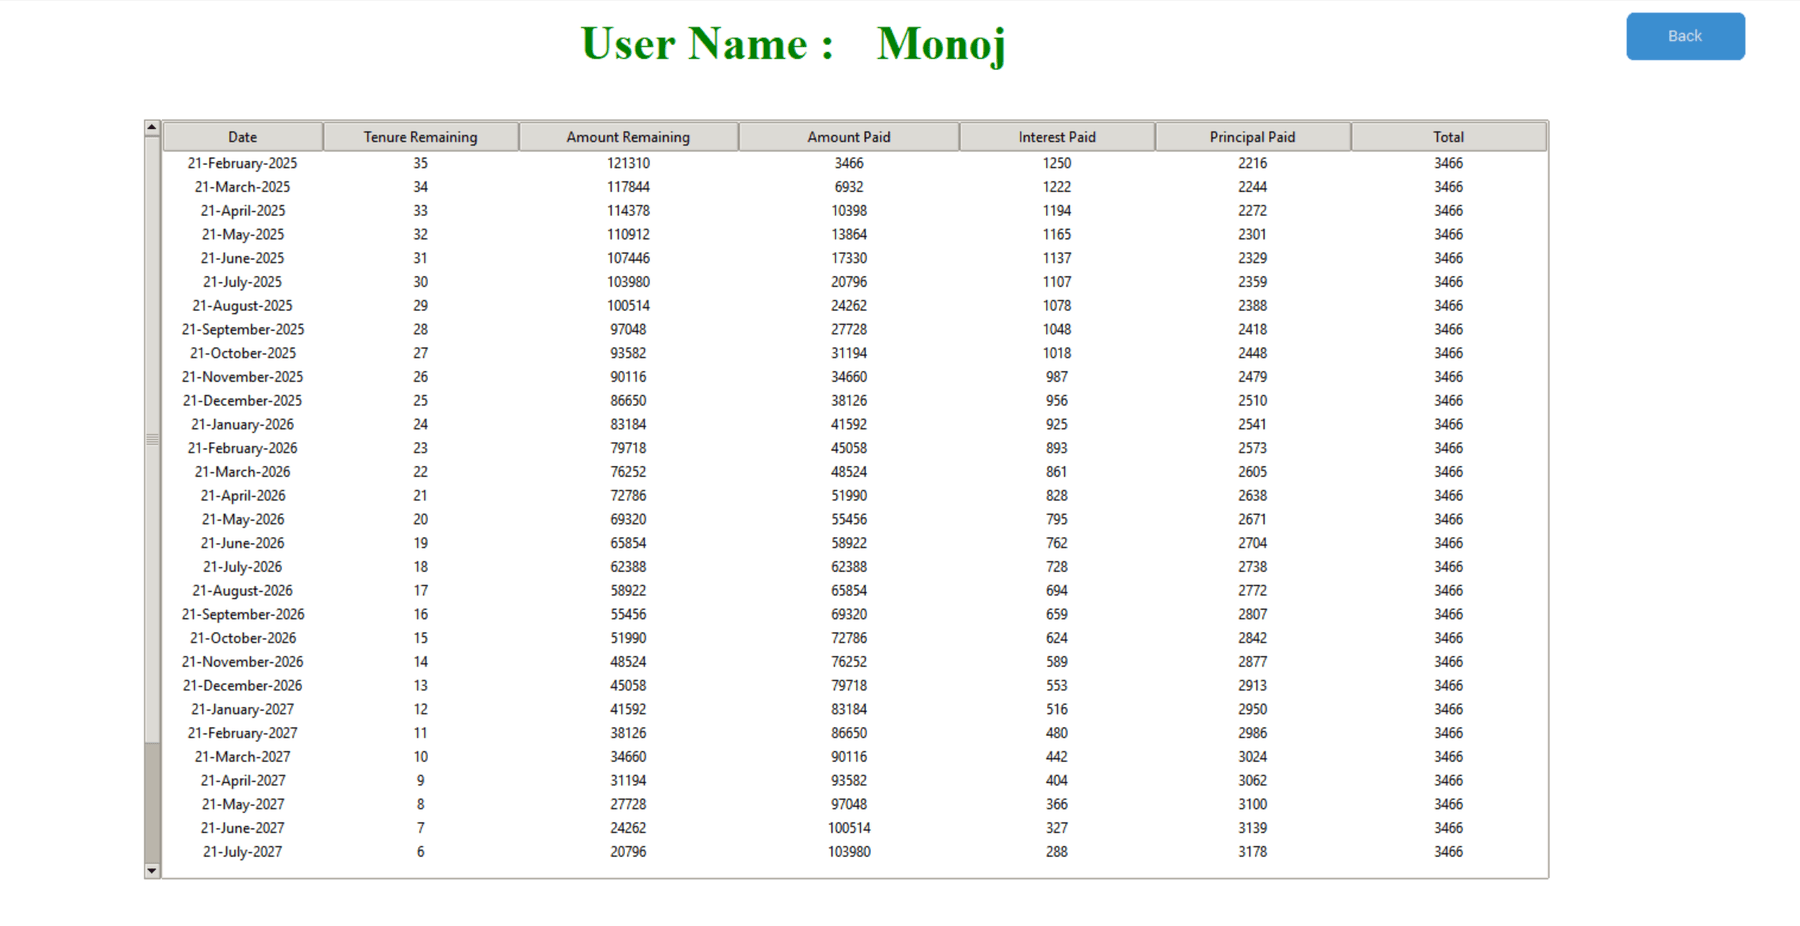 User Name : Monoj
Back
Date Tenure Remaining Amount Remaining Amount Paid Interest Paid Principal Paid Total
21-February-2025 35 121310 3466 1250 2216 3466
21-March-2025 34 117844 6932 1222 2244 3466
21-April-2025 33 114378 10398 1194 2272 3466
21-May-2025 32 110912 13864 1165 2301 3466
21-June-2025 31 107446 17330 1137 2329 3466
21-July-2025 30 103980 20796 1107 2359 3466
21-August-2025 29 100514 24262 1078 2388 3466
21-September-2025 28 97048 27728 1048 2418 3466
21-October-2025 27 93582 31194 1018 2448 3466
21-November-2025 26 90116 34660 987 2479 3466
21-December-2025 25 86650 38126 956 2510 3466
21-January-2026 24 83184 41592 925 2541 3466
21-February-2026 23 79718 45058 893 2573 3466
21-March-2026 22 76252 48524 861 2605 3466
21-April-2026 21 72786 51990 828 2638 3466
21-May-2026 20 69320 55456 795 2671 3466
21-June-2026 19 65854 58922 762 2704 3466
21-July-2026 18 62388 62388 728 2738 3466
21-August-2026 17 58922 65854 694 2772 3466
21-September-2026 16 55456 69320 659 2807 3466
21-October-2026 15 51990 72786 624 2842 3466
21-November-2026 14 48524 76252 589 2877 3466
21-December-2026 13 45058 79718 553 2913 3466
21-January-2027 12 41592 83184 516 2950 3466
21-February-2027 11 38126 86650 480 2986 3466
21-March-2027 10 34660 90116 442 3024 3466
21-April-2027 9 31194 93582 404 3062 3466
21-May-2027 8 27728 97048 366 3100 3466
21-June-2027 7 24262 100514 327 3139 3466
21-July-2027 6 20796 103980 288 3178 3466